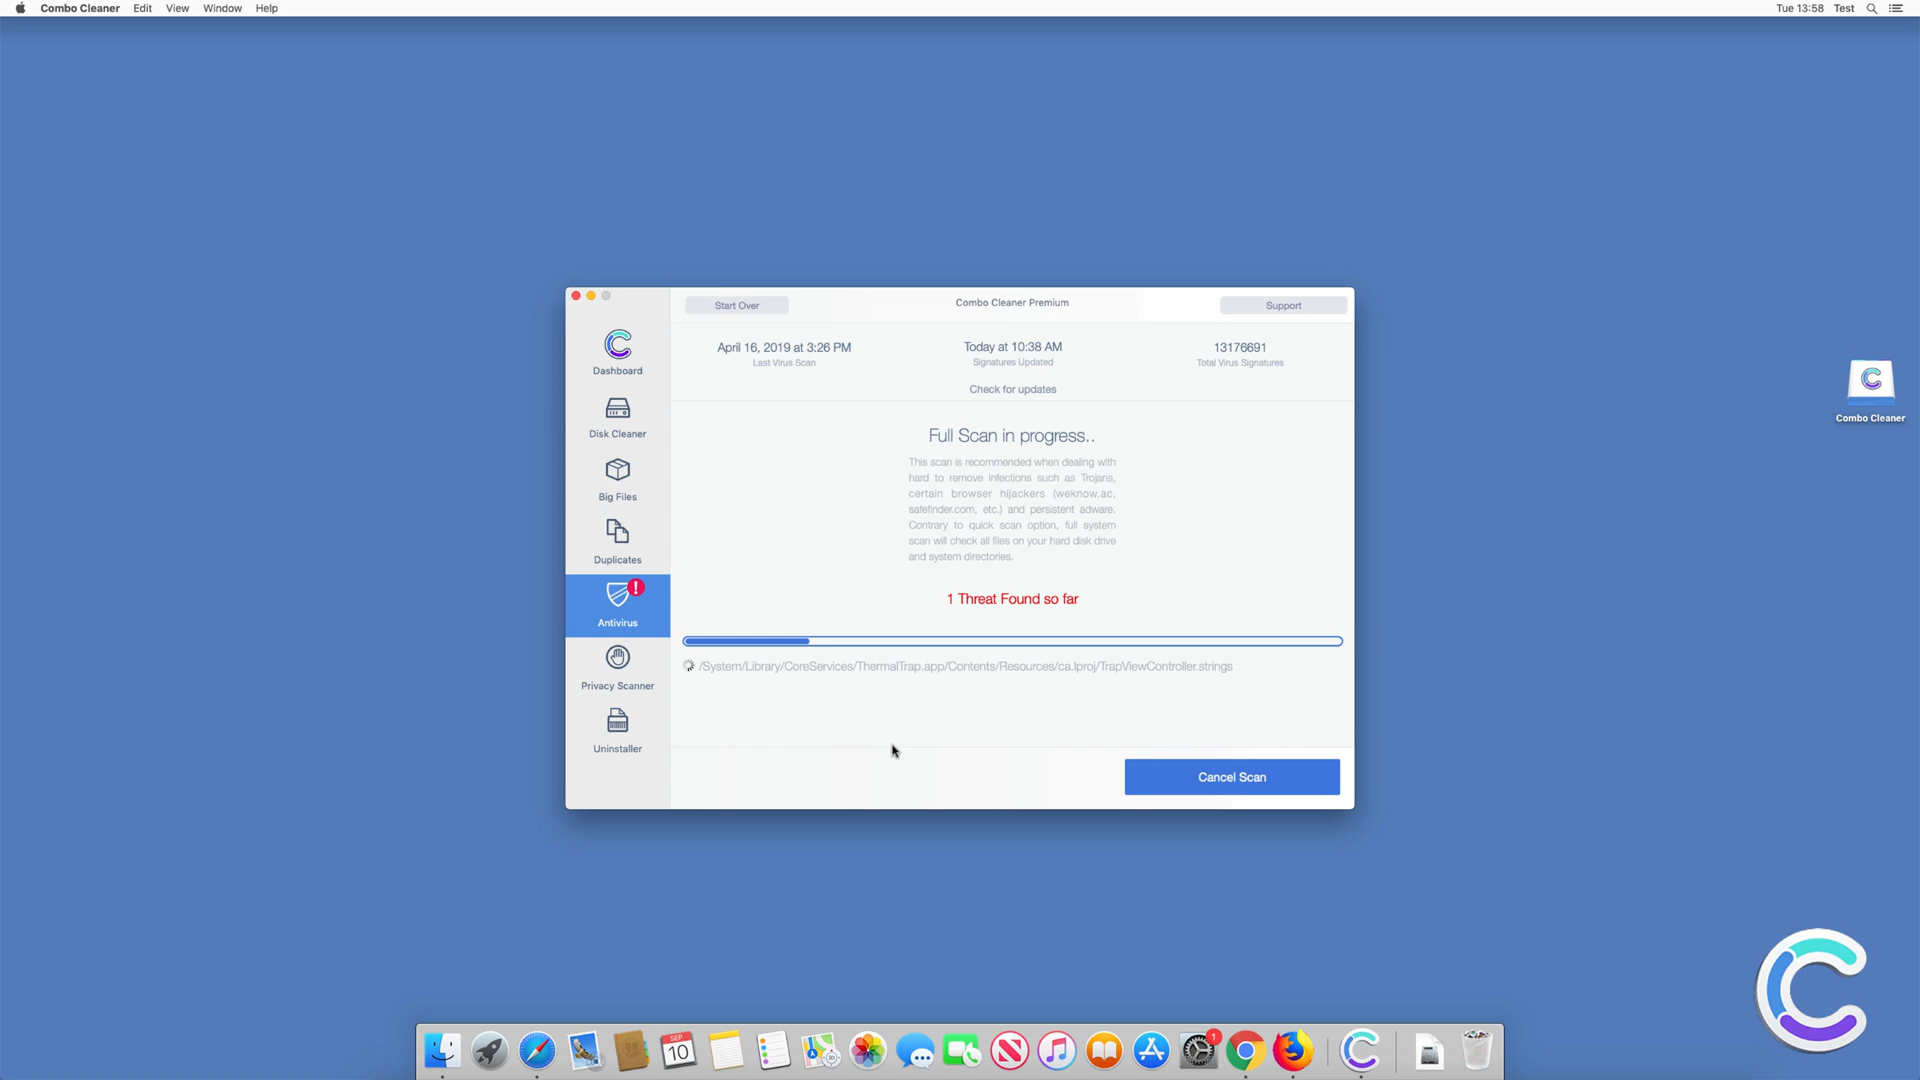 Combo Cleaner Edit View Window Help
Tue 13:58 Test
Start Over
Combo Cleaner Premium
Support
April 16, 2019 at 3:26 PM
Last Virus Scan
Today at 10:38 AM
Signatures Updated
13176691
Total Virus Signatures
Check for updates
Dashboard
Disk Cleaner
Big Files
Duplicates
!
Antivirus
Privacy Scanner
Uninstaller
Full Scan in progress..
This scan is recommended when dealing with
hard to remove infections such as Trojans,
certain browser hijackers (weknow.ac,
safefinder.com, etc.) and persistent adware.
Contrary to quick scan option, full system
scan will check all files on your hard disk drive
and system directories.
1 Threat Found so far
/System/Library/CoreServices/ThermalTrap.app/Contents/Resources/ca.lproj/TrapViewController.strings
Cancel Scan
Combo Cleaner
SEP
10
1